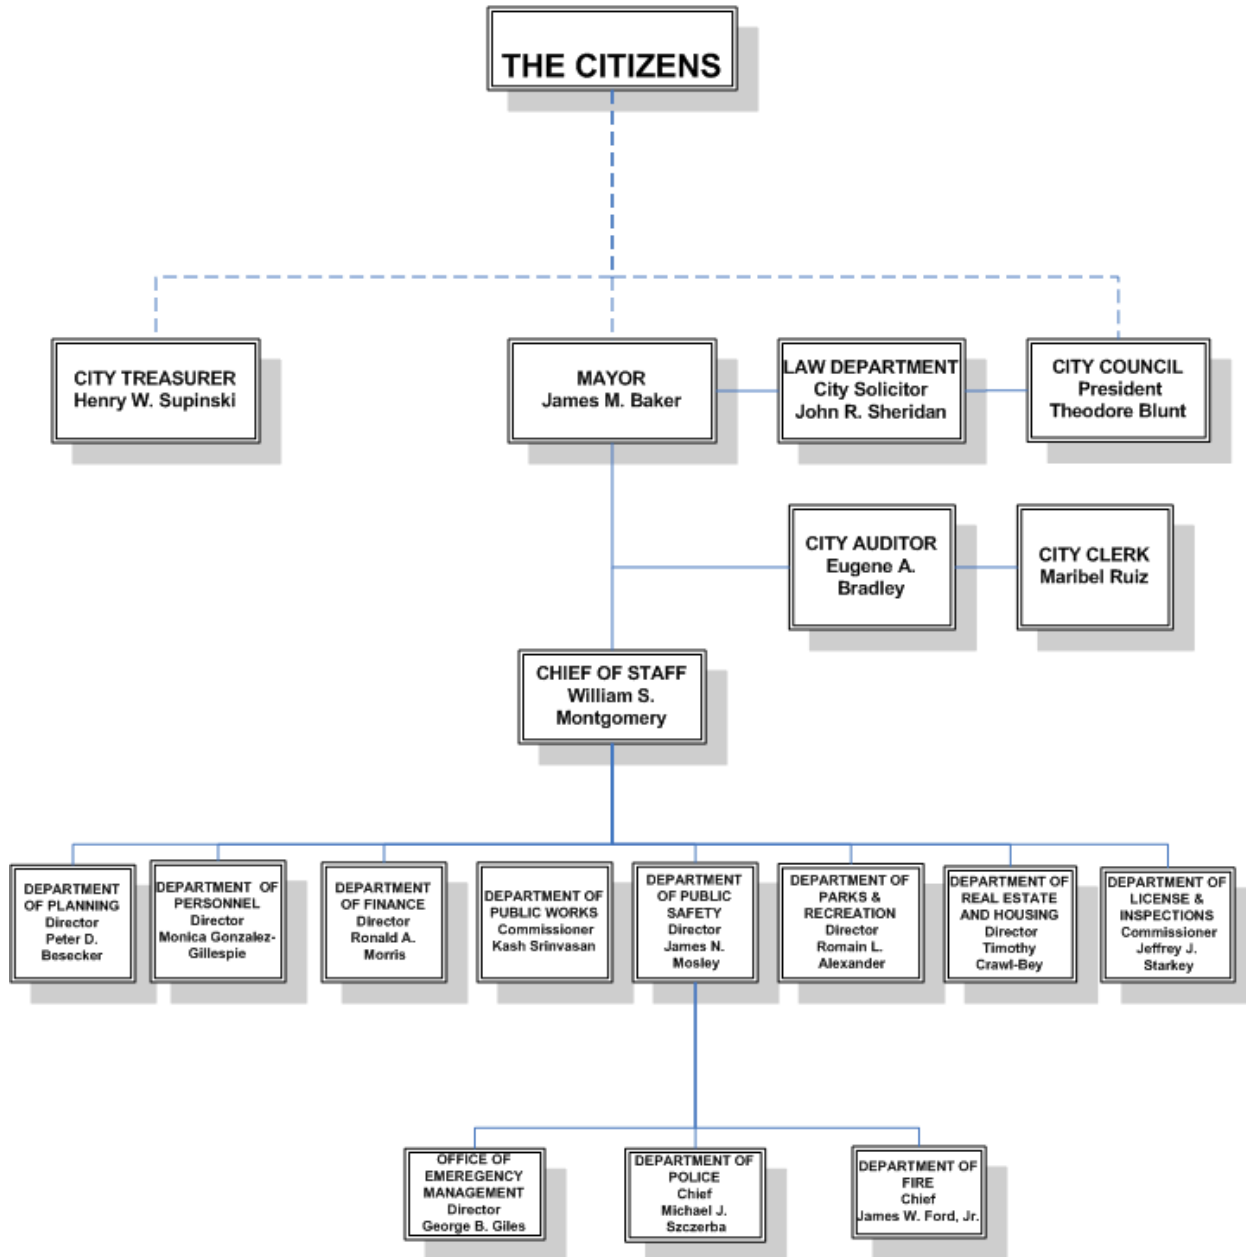 THE CITIZENS
CITY TREASURER
Henry W. Supinski
MAYOR
James M. Baker
LAW DEPARTMENT
City Solicitor
John R. Sheridan
CITY COUNCIL
President
Theodore Blunt
CITY AUDITOR
Eugene A.
Bradley
CITY CLERK
Maribel Ruiz
CHIEF OF STAFF
William S.
Montgomery
DEPARTMENT
OF PLANNING
Director
Peter D.
Besecker
DEPARTMENT OF
PERSONNEL
Director
Monica Gonzalez-
Gillespie
DEPARTMENT
OF FINANCE
Director
Ronald A.
Morris
DEPARTMENT OF
PUBLIC WORKS
Commissioner
Kash Srinvasan
DEPARTMENT
OF PUBLIC
SAFETY
Director
James N.
Mosley
DEPARTMENT OF
PARKS &
RECREATION
Director
Romain L.
Alexander
DEPARTMENT OF
REAL ESTATE
AND HOUSING
Director
Timothy
Crawl-Bey
DEPARTMENT OF
LICENSE &
INSPECTIONS
Commissioner
Jeffrey J.
Starkey
OFFICE OF
EMEREGENCY
MANAGEMENT
Director
George B. Giles
DEPARTMENT OF
POLICE
Chief
Michael J.
Szczerba
DEPARTMENT OF
FIRE
Chief
James W. Ford, Jr.